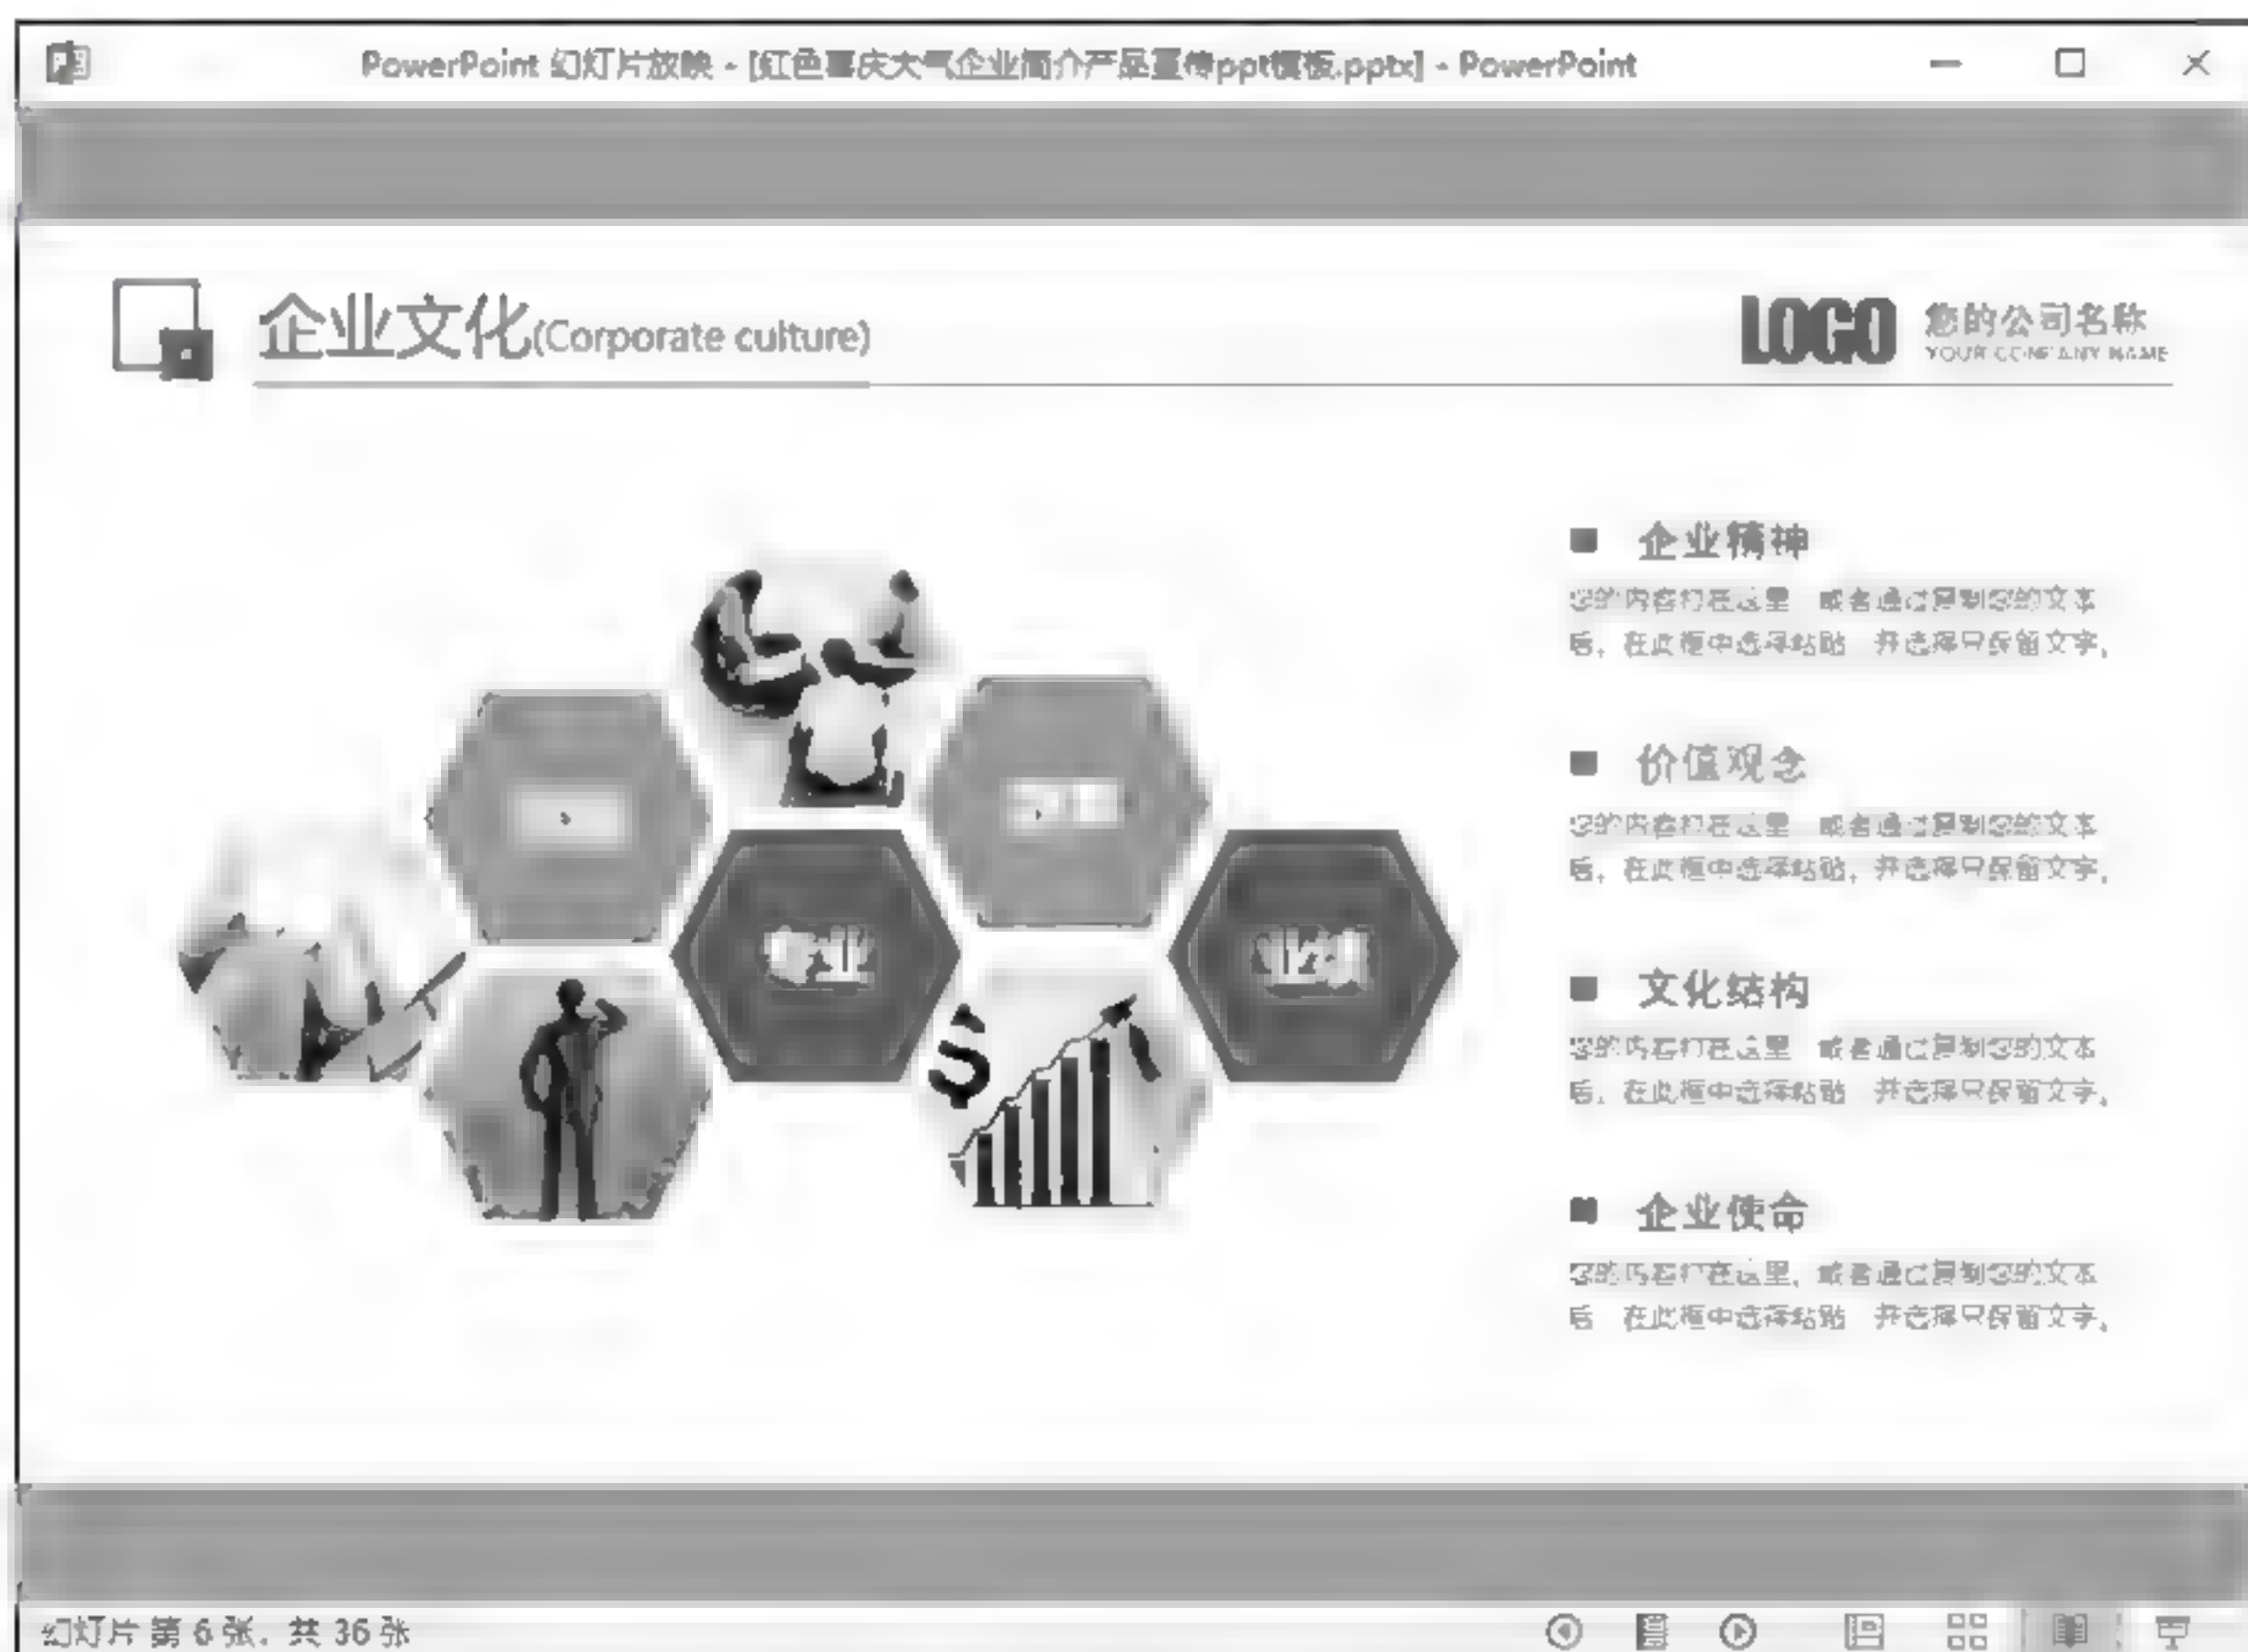 PowerPoint 幻灯片放映 - [红色喜庆大气企业简介产品宣传ppt模板.pptx] - PowerPoint
企业文化(Corporate culture)
LOGO 您的公司名称
YOUR COMPANY NAME
企业精神
您的内容打在这里 或者通过复制您的文本
后，在此框中选择粘贴 并选择只保留文字。
价值观念
您的内容打在这里 或者通过复制您的文本
后，在此框中选择粘贴，并选择只保留文字。
文化结构
您的内容打在这里 或者通过复制您的文本
后，在此框中选择粘贴 并选择只保留文字。
企业使命
您的内容打在这里，或者通过复制您的文本
后 在此框中选择粘贴 并选择只保留文字。
幻灯片 第 6 张，共 36 张